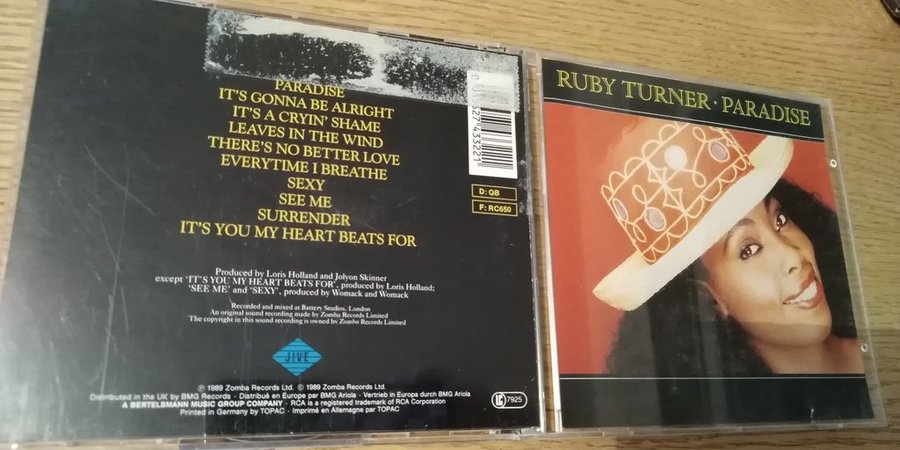 PARADISE
IT'S GONNA BE ALRIGHT
IT'S A CRYIN' SHAME
LEAVES IN THE WIND
THERE'S NO BETTER LOVE
EVERYTIME I BREATHE
SEXY
SEE ME
SURRENDER
IT'S YOU MY HEART BEATS FOR
Produced by Loris Holland and Jolyon Skinner
except 'IT'S YOU MY HEART BEATS FOR', produced by Loris Holland;
'SEE ME' and 'SEXY', produced by Womack and Womack
Recorded and mixed at Battery Studios, London
An original sound recording made by Zomba Records Limited
The copyright in this sound recording is owned by Zomba Records Limited
JIVE
℗ 1989 Zomba Records Ltd. © 1989 Zomba Records Ltd.
Distributed in the UK by BMG Records · Distribué en Europe par BMG Ariola · Vertrieb in Europa durch BMG Ariola
A BERTELSMANN MUSIC GROUP COMPANY · RCA is a registered trademark of RCA Corporation
Printed in Germany by TOPAC · Imprimé en Allemagne par TOPAC
D: QB
F: RC650
LC 7925
RUBY TURNER · PARADISE